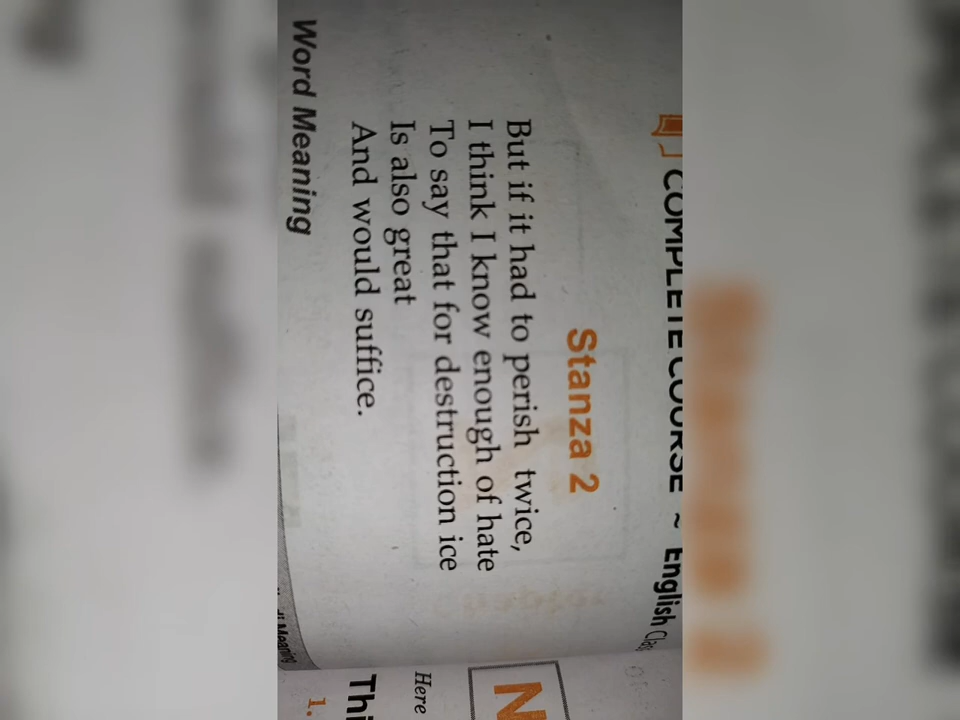 COMPLETE COURSE ~ English
Stanza 2
But if it had to perish twice,
I think I know enough of hate
To say that for destruction ice
Is also great
And would suffice.
Word Meaning
Meaning
N
Here
Thi
1.